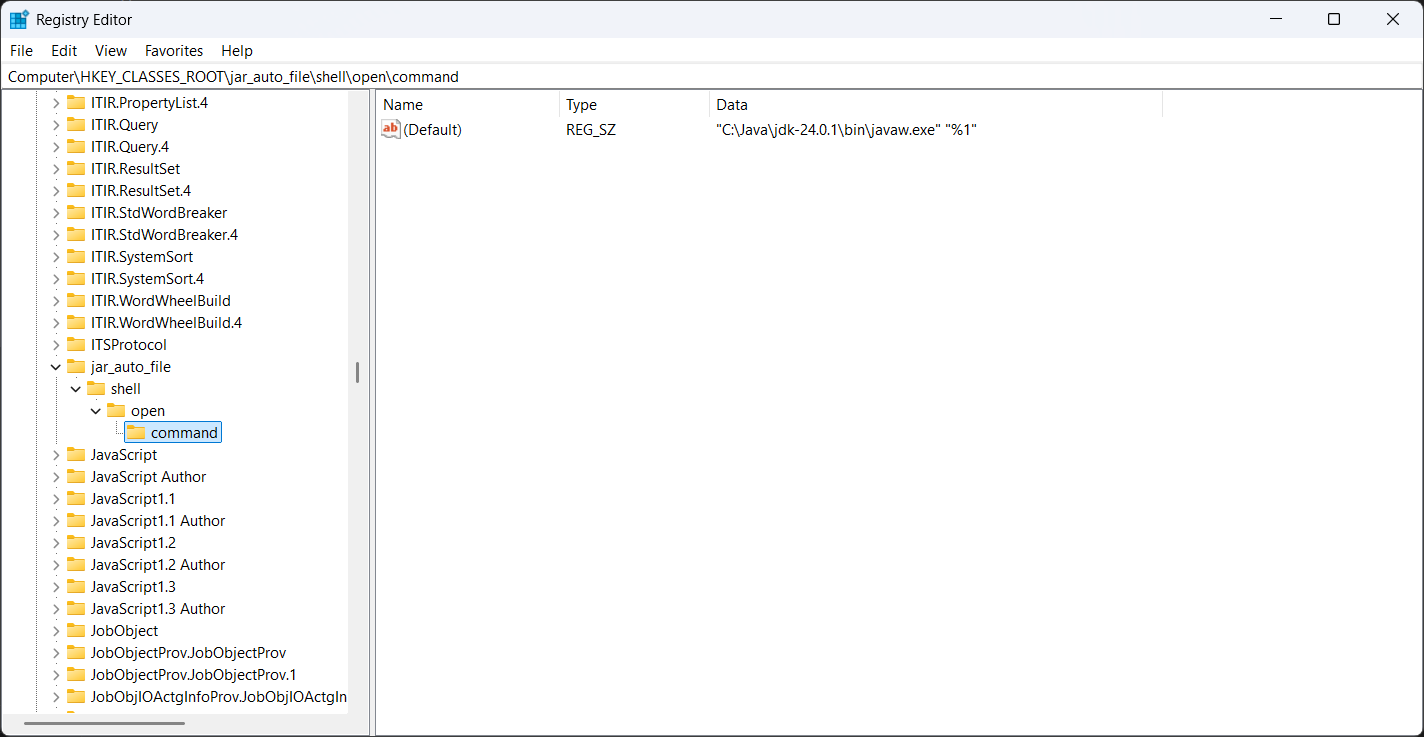 Registry Editor
File Edit View Favorites Help
Computer\HKEY_CLASSES_ROOT\jar_auto_file\shell\open\command
ITIR.PropertyList.4
ITIR.Query
ITIR.Query.4
ITIR.ResultSet
ITIR.ResultSet.4
ITIR.StdWordBreaker
ITIR.StdWordBreaker.4
ITIR.SystemSort
ITIR.SystemSort.4
ITIR.WordWheelBuild
ITIR.WordWheelBuild.4
ITSProtocol
jar_auto_file
shell
open
command
JavaScript
JavaScript Author
JavaScript1.1
JavaScript1.1 Author
JavaScript1.2
JavaScript1.2 Author
JavaScript1.3
JavaScript1.3 Author
JobObject
JobObjectProv.JobObjectProv
JobObjectProv.JobObjectProv.1
JobObjIOActgInfoProv.JobObjIOActgIn
Name Type Data
ab (Default) REG_SZ "C:\Java\jdk-24.0.1\bin\javaw.exe" "%1"